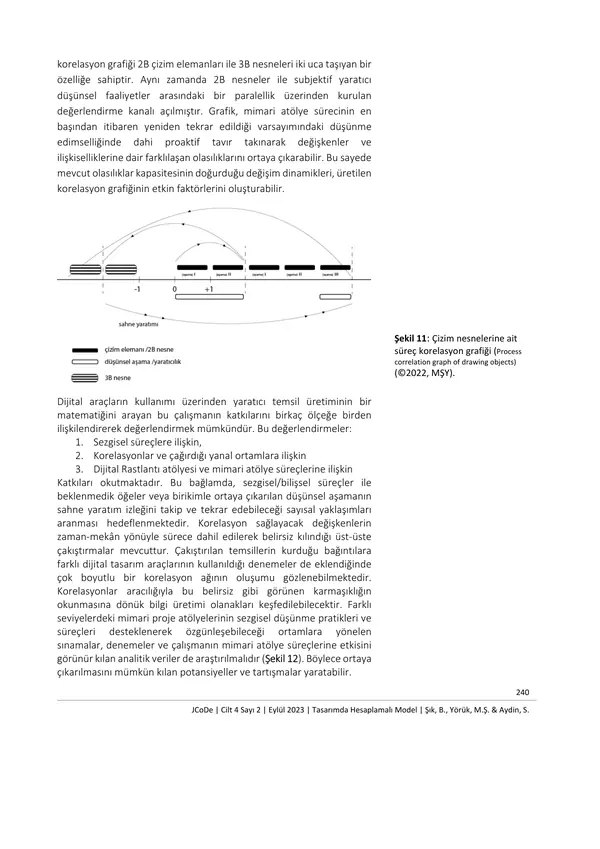 korelasyon grafiği 2B çizim elemanları ile 3B nesneleri iki uca taşıyan bir
özelliğe sahiptir. Aynı zamanda 2B nesneler ile subjektif yaratıcı
düşünsel faaliyetler arasındaki bir paralellik üzerinden kurulan
değerlendirme kanalı açılmıştır. Grafik, mimari atölye sürecinin en
başından itibaren yeniden tekrar edildiği varsayımındaki düşünme
edimselliğinde dahi proaktif tavır takınarak değişkenler ve
ilişkiselliklerine dair farklılaşan olasılıklarını ortaya çıkarabilir. Bu sayede
mevcut olasılıklar kapasitesinin doğurduğu değişim dinamikleri, üretilen
korelasyon grafiğinin etkin faktörlerini oluşturabilir.
-1 0 +1
sahne yaratımı
çizim elemanı /2B nesne
düşünsel aşama /yaratıcılık
3B nesne
Şekil 11: Çizim nesnelerine ait
süreç korelasyon grafiği (Process
correlation graph of drawing objects)
(©2022, MŞY).
Dijital araçların kullanımı üzerinden yaratıcı temsil üretiminin bir
matematiğini arayan bu çalışmanın katkılarını birkaç ölçeğe birden
ilişkilendirerek değerlendirmek mümkündür. Bu değerlendirmeler:
1. Sezgisel süreçlere ilişkin,
2. Korelasyonlar ve çağırdığı yanal ortamlara ilişkin
3. Dijital Rastlantı atölyesi ve mimari atölye süreçlerine ilişkin
Katkıları okutmaktadır. Bu bağlamda, sezgisel/bilişsel süreçler ile
beklenmedik öğeler veya birikimle ortaya çıkarılan düşünsel aşamanın
sahne yaratım izleğini takip ve tekrar edebileceği sayısal yaklaşımları
aranması hedeflenmektedir. Korelasyon sağlayacak değişkenlerin
zaman-mekân yönüyle sürece dahil edilerek belirsiz kılındığı üst-üste
çakıştırmalar mevcuttur. Çakıştırılan temsillerin kurduğu bağıntılara
farklı dijital tasarım araçlarının kullanıldığı denemeler de eklendiğinde
çok boyutlu bir korelasyon ağının oluşumu gözlenebilmektedir.
Korelasyonlar aracılığıyla bu belirsiz gibi görünen karmaşıklığın
okunmasına dönük bilgi üretimi olanakları keşfedilebilecektir. Farklı
seviyelerdeki mimari proje atölyelerinin sezgisel düşünme pratikleri ve
süreçleri desteklenerek özgünleşebileceği ortamlara yönelen
sınamalar, denemeler ve çalışmanın mimari atölye süreçlerine etkisini
görünür kılan analitik veriler de araştırılmalıdır (Şekil 12). Böylece ortaya
çıkarılmasını mümkün kılan potansiyeller ve tartışmalar yaratabilir.
240
JCoDe | Cilt 4 Sayı 2 | Eylül 2023 | Tasarımda Hesaplamalı Model | Şık, B., Yörük, M.Ş. & Aydin, S.